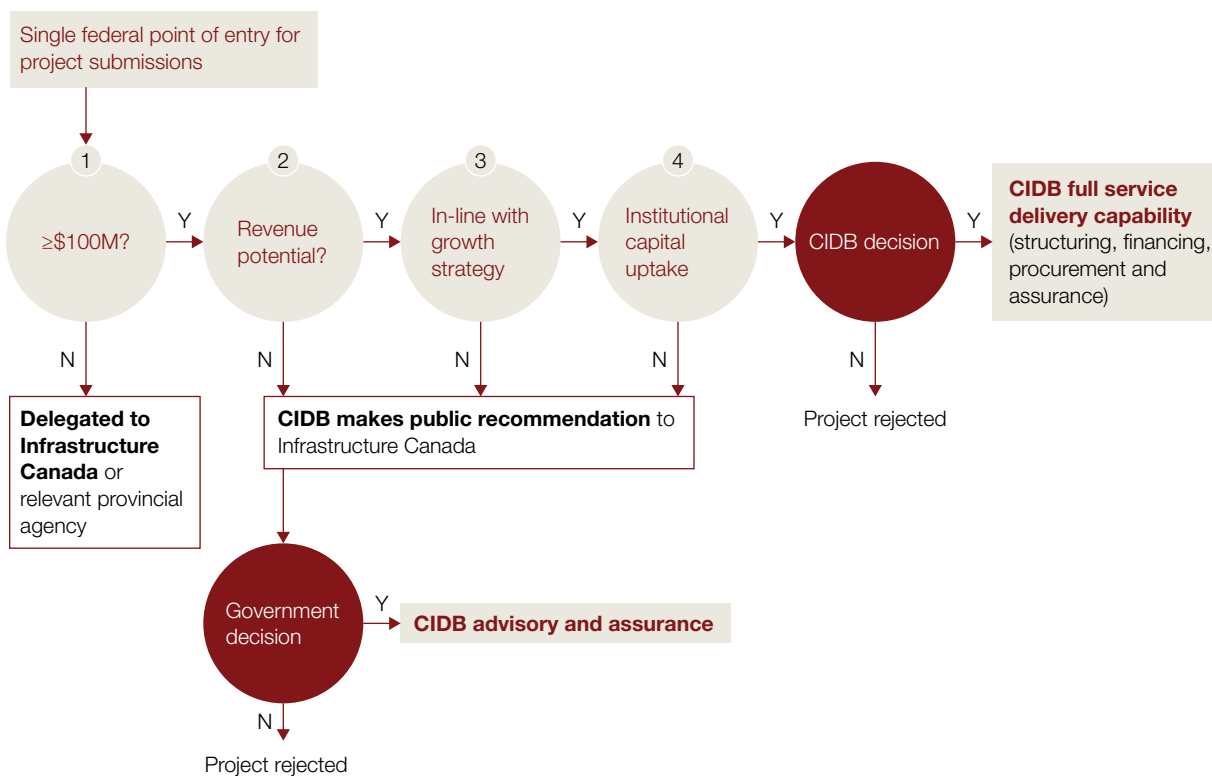 Single federal point of entry for
project submissions
1
2
3
4
≥$100M?
Y
Revenue
potential?
Y
In-line with
growth
strategy
Y
Institutional
capital
uptake
Y
CIDB decision
Y
CIDB full service
delivery capability
(structuring, financing,
procurement and
assurance)
N
N
N
N
N
Delegated to
Infrastructure
Canada or
relevant provincial
agency
CIDB makes public recommendation to
Infrastructure Canada
Project rejected
Government
decision
Y
CIDB advisory and assurance
N
Project rejected